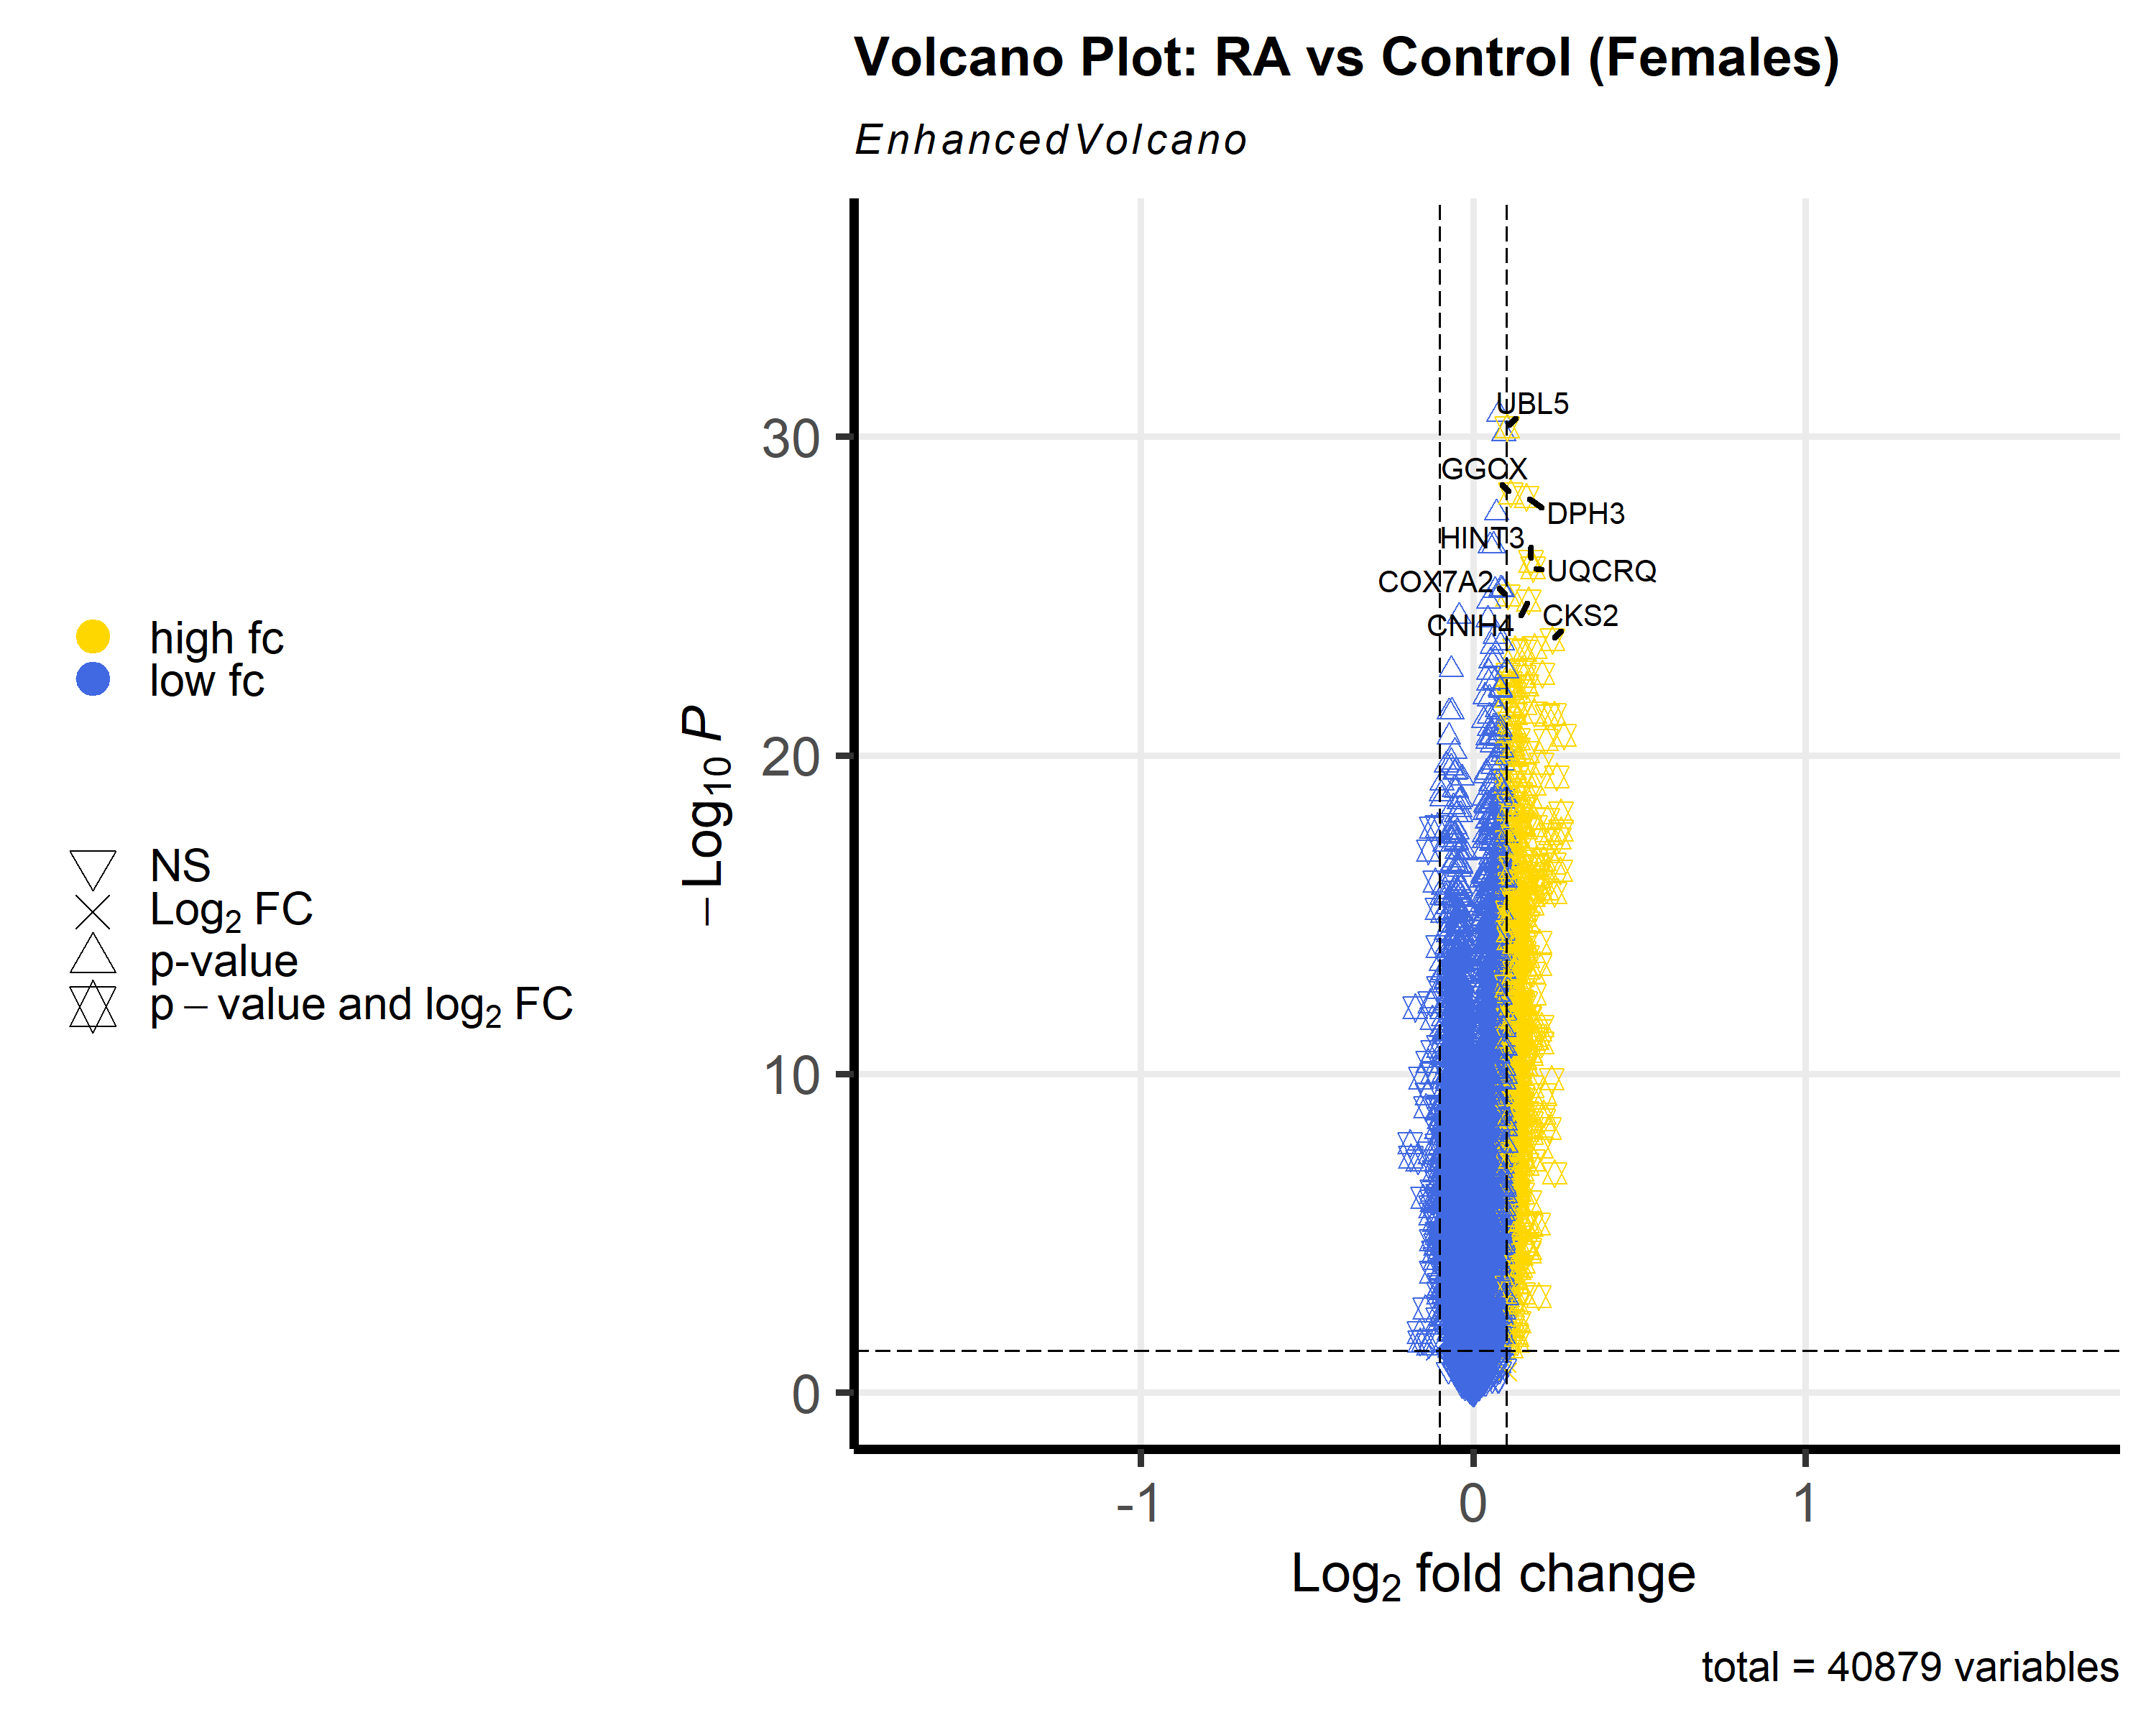 Volcano Plot: RA vs Control (Females)
EnhancedVolcano
high fc
low fc
NS
Log₂ FC
p-value
p – value and log₂ FC
– Log₁₀ P
30
20
10
0
UBL5
GGCX
DPH3
HINT3
UQCRQ
COX7A2
CKS2
CNIH4
-1 0 1
Log₂ fold change
total = 40879 variables